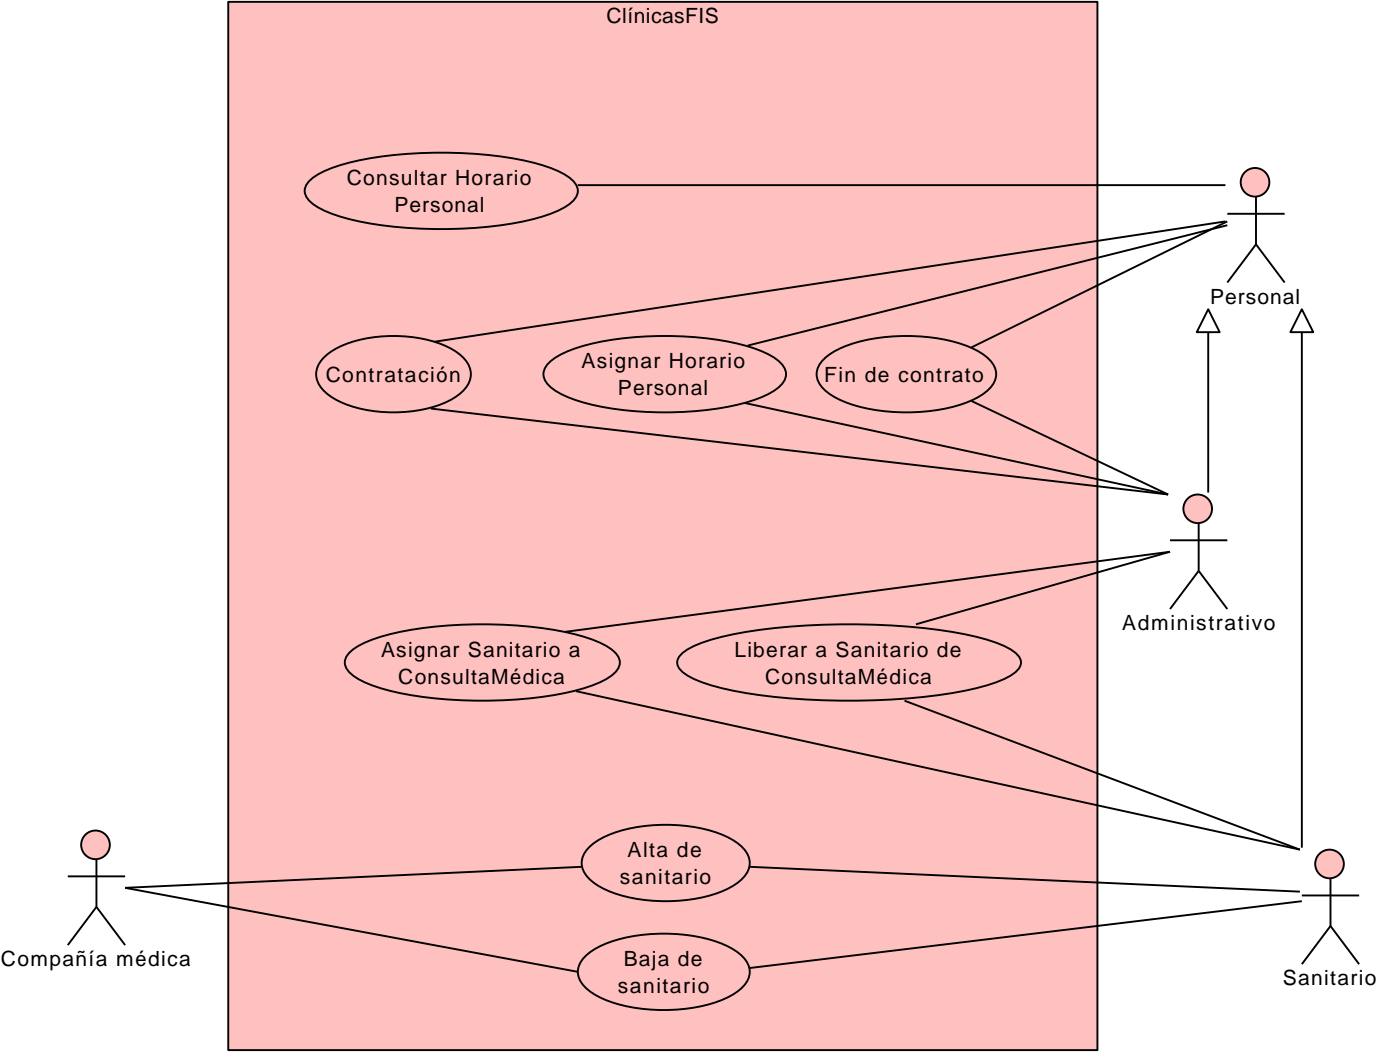 ClínicasFIS
Consultar Horario
Personal
Personal
Contratación
Asignar Horario
Personal
Fin de contrato
Administrativo
Asignar Sanitario a
ConsultaMédica
Liberar a Sanitario de
ConsultaMédica
Alta de
sanitario
Compañía médica
Baja de
sanitario
Sanitario